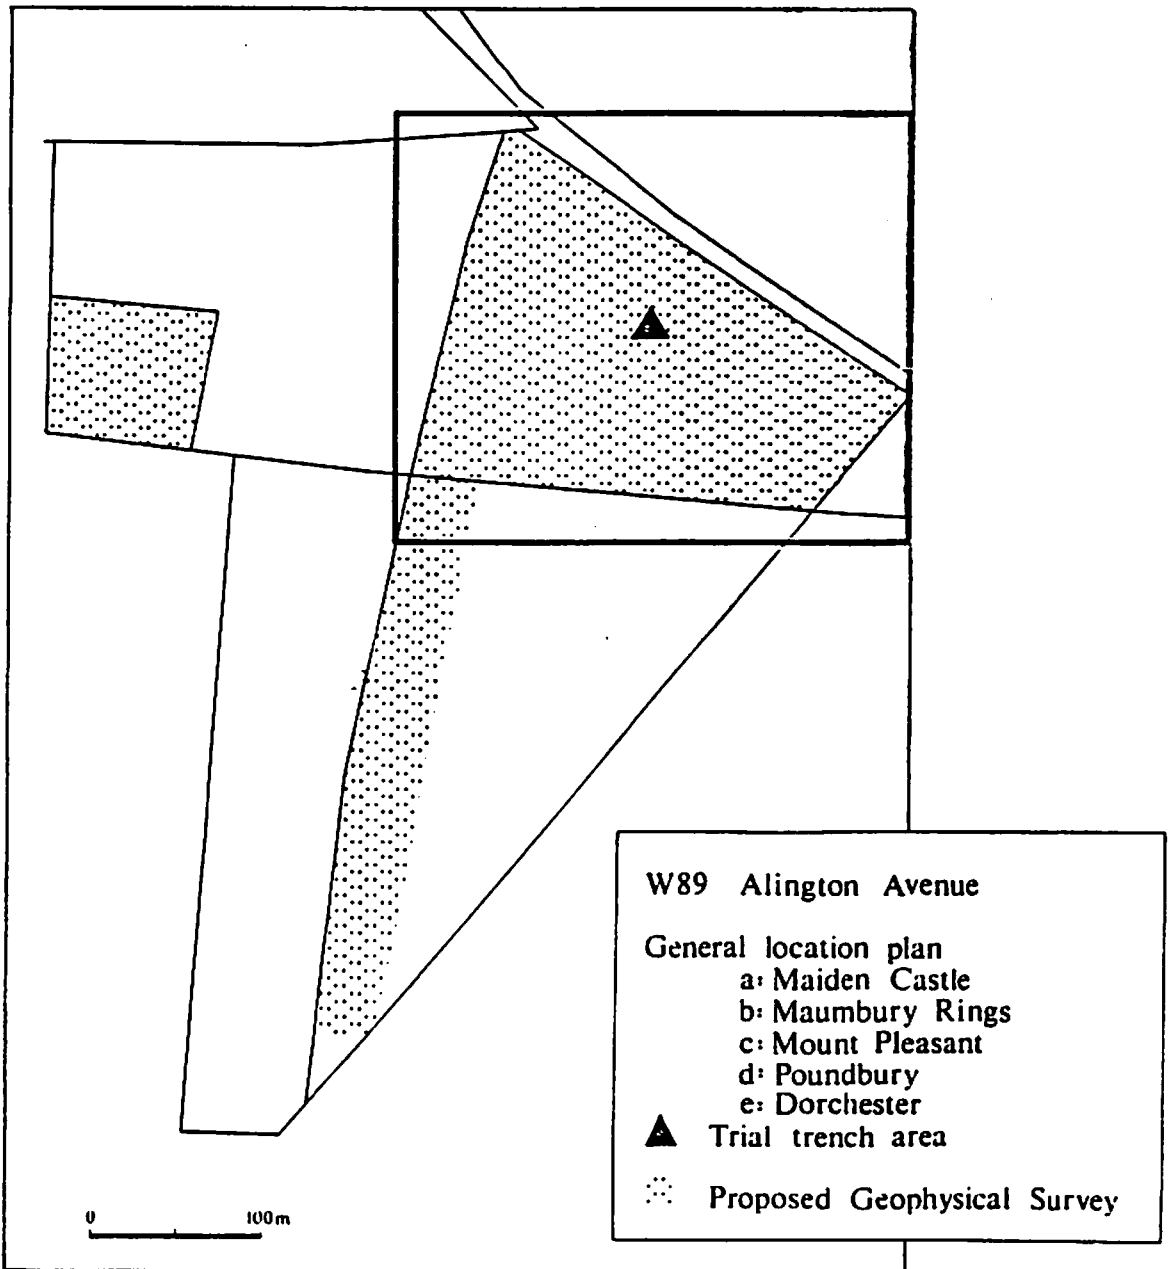 W89 Alington Avenue
General location plan
a: Maiden Castle
b: Maumbury Rings
c: Mount Pleasant
d: Poundbury
e: Dorchester
Trial trench area
Proposed Geophysical Survey
0 100m